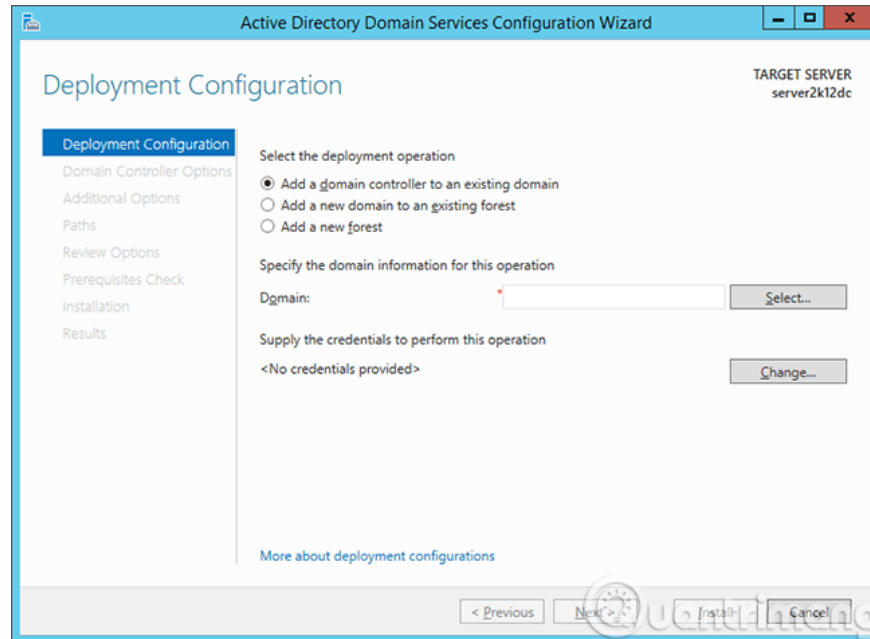 Active Directory Domain Services Configuration Wizard
Deployment Configuration
TARGET SERVER
server2k12dc
Deployment Configuration
Domain Controller Options
Additional Options
Paths
Review Options
Prerequisites Check
Installation
Results
Select the deployment operation
Add a domain controller to an existing domain
Add a new domain to an existing forest
Add a new forest
Specify the domain information for this operation
Domain: *
Select...
Supply the credentials to perform this operation
<No credentials provided>
Change...
More about deployment configurations
< Previous Next > Install Cancel
uantrimang